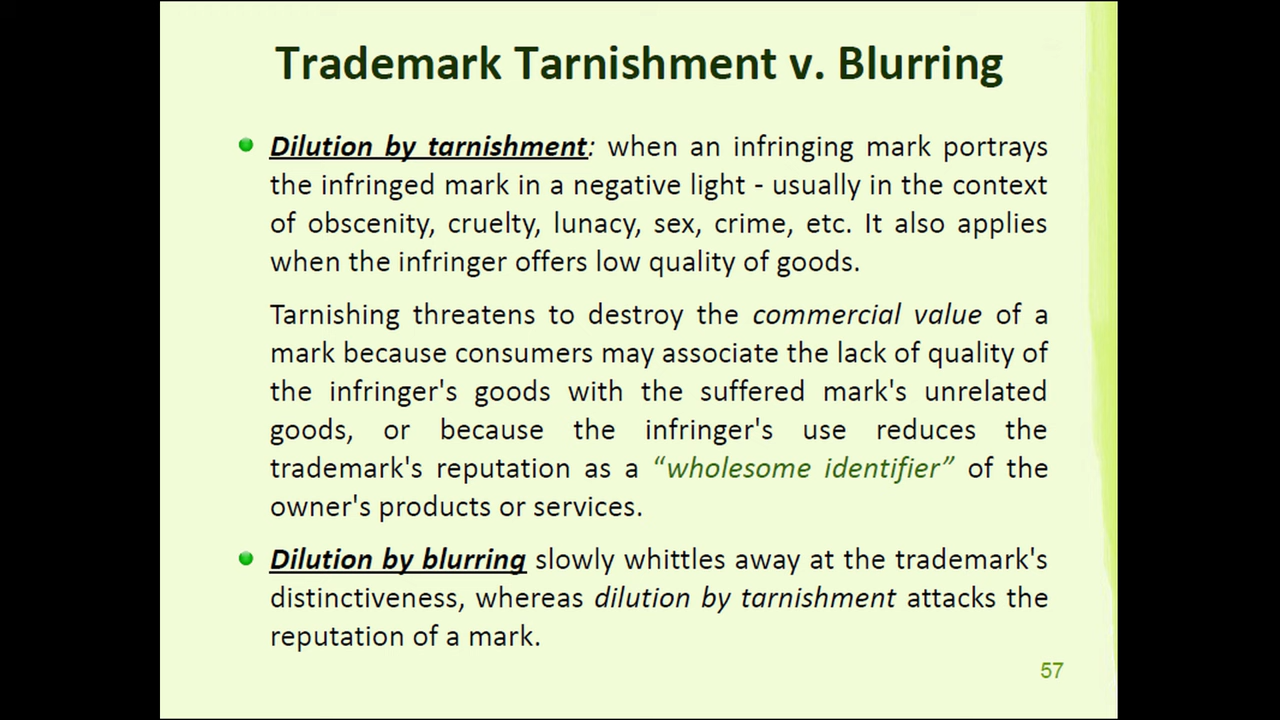 Trademark Tarnishment v. Blurring
Dilution by tarnishment: when an infringing mark portrays
the infringed mark in a negative light - usually in the context
of obscenity, cruelty, lunacy, sex, crime, etc. It also applies
when the infringer offers low quality of goods.
Tarnishing threatens to destroy the commercial value of a
mark because consumers may associate the lack of quality of
the infringer's goods with the suffered mark's unrelated
goods, or because the infringer's use reduces the
trademark's reputation as a “wholesome identifier” of the
owner's products or services.
Dilution by blurring slowly whittles away at the trademark's
distinctiveness, whereas dilution by tarnishment attacks the
reputation of a mark.
57